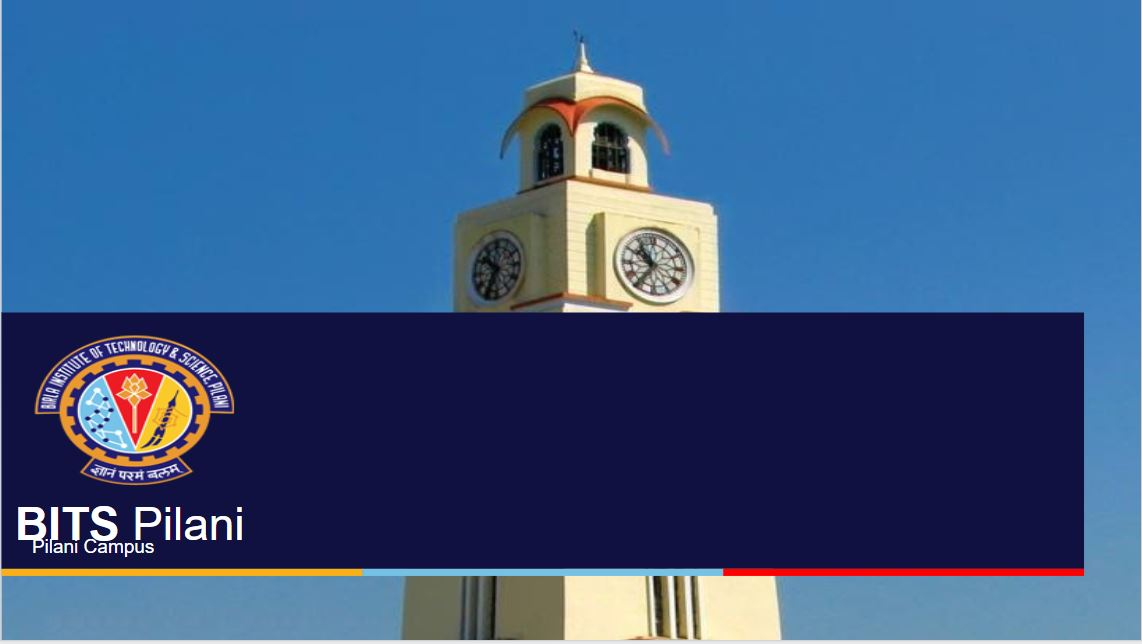 BIRLA INSTITUTE OF TECHNOLOGY & SCIENCE, PILANI
ज्ञानं परमं बलम्
BITS Pilani
Pilani Campus